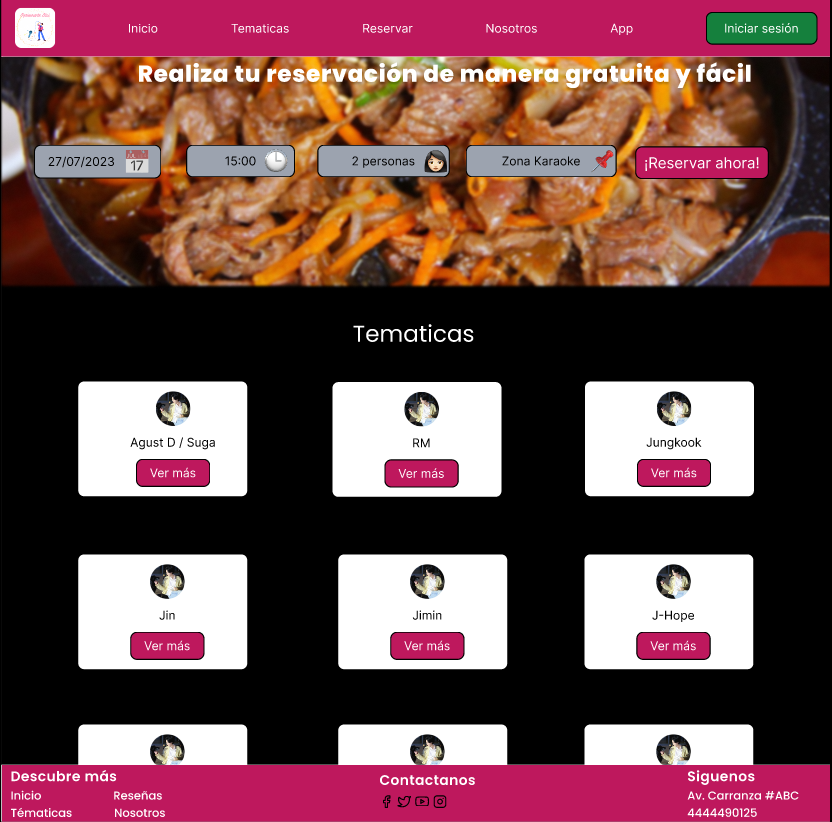 Inicio
Tematicas
Reservar
Nosotros
App
Iniciar sesión
Realiza tu reservación de manera gratuita y fácil
27/07/2023
17
15:00
2 personas
Zona Karaoke
¡Reservar ahora!
Tematicas
Agust D / Suga
Ver más
RM
Ver más
Jungkook
Ver más
Jin
Ver más
Jimin
Ver más
J-Hope
Ver más
Descubre más
Inicio
Reseñas
Tématicas
Nosotros
Contactanos
Siguenos
Av. Carranza #ABC
4444490125